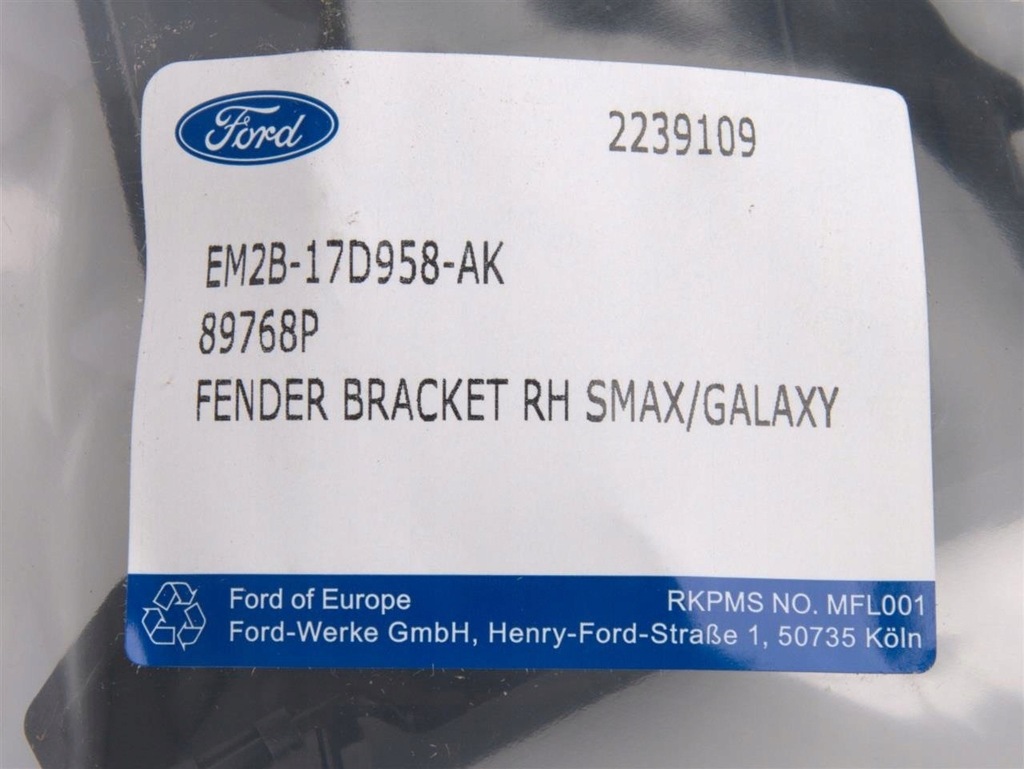 Ford
2239109
EM2B-17D958-AK
89768P
FENDER BRACKET RH SMAX/GALAXY
Ford of Europe
RKPMS NO. MFL001
Ford-Werke GmbH, Henry-Ford-Straße 1, 50735 Köln